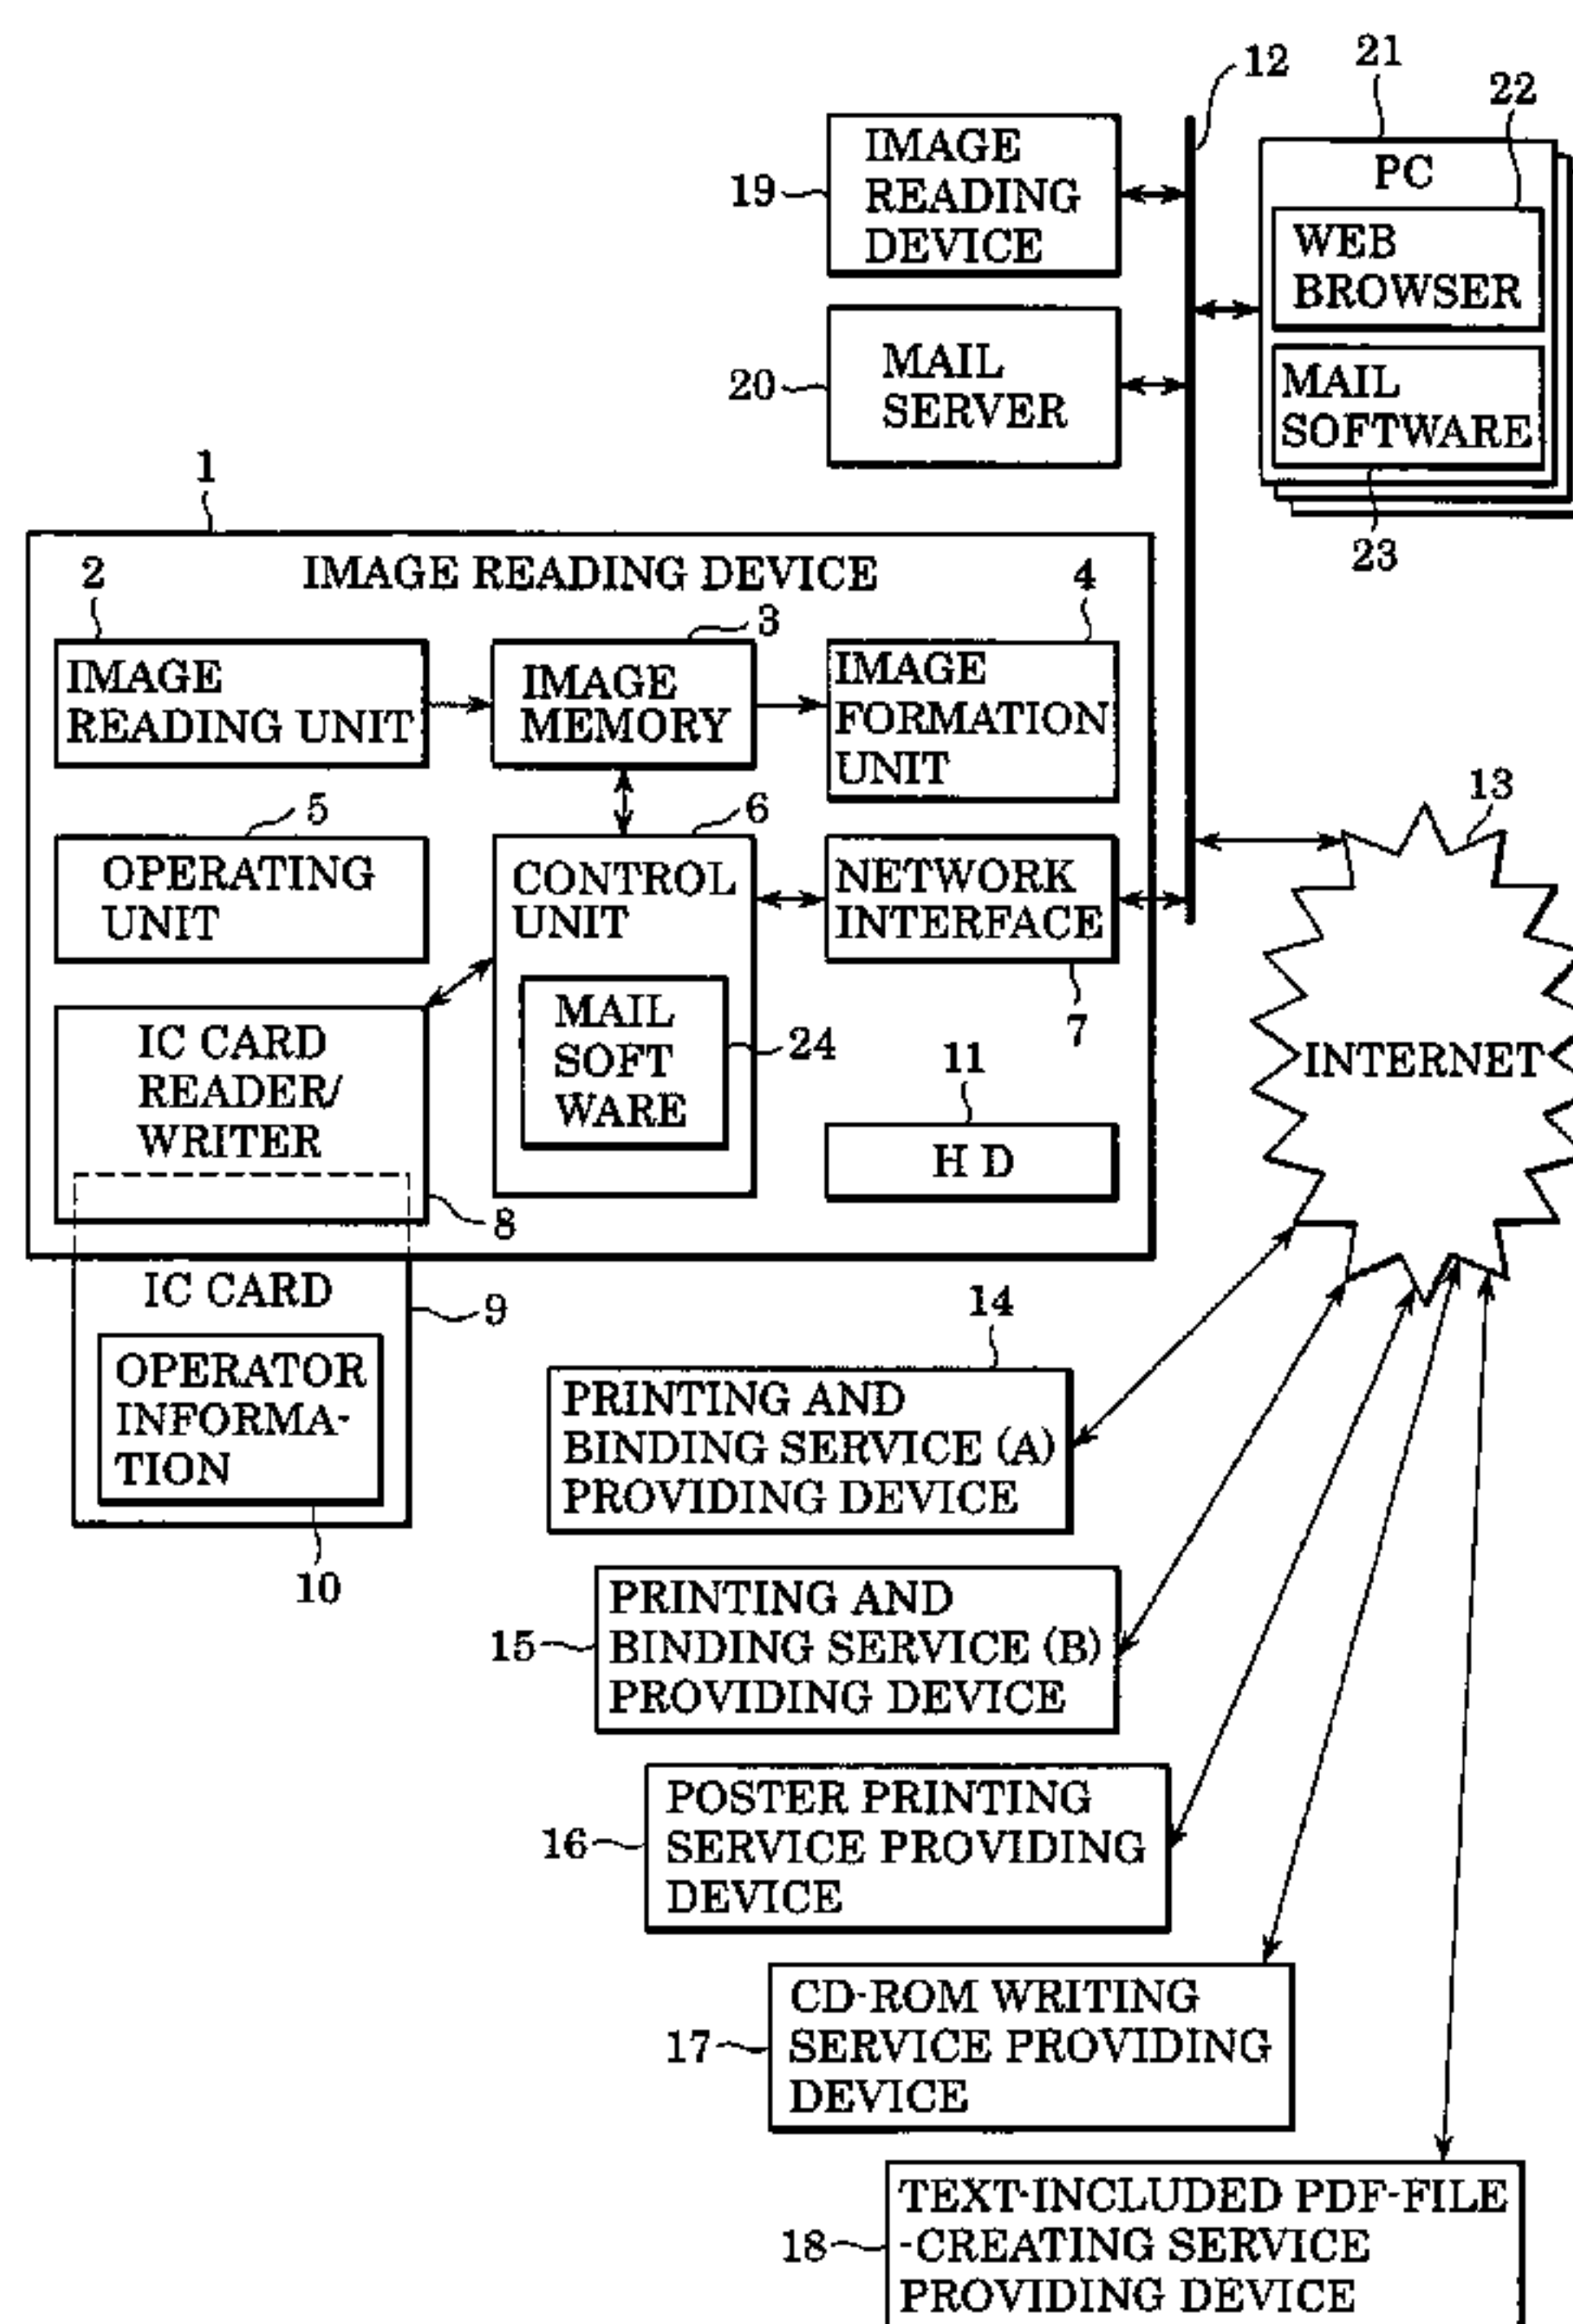 12
21
22
19
IMAGE
READING
DEVICE
PC
WEB
BROWSER
20
MAIL
SERVER
MAIL
SOFTWARE
23
1
IMAGE READING DEVICE
2
3
4
IMAGE
READING UNIT
IMAGE
MEMORY
IMAGE
FORMATION
UNIT
5
6
OPERATING
UNIT
CONTROL
UNIT
NETWORK
INTERFACE
7
13
INTERNET
IC CARD
READER/
WRITER
8
MAIL
SOFT
WARE
24
11
H D
IC CARD
9
OPERATOR
INFORMA-
TION
10
14
PRINTING AND
BINDING SERVICE (A)
PROVIDING DEVICE
15
PRINTING AND
BINDING SERVICE (B)
PROVIDING DEVICE
16
POSTER PRINTING
SERVICE PROVIDING
DEVICE
17
CD-ROM WRITING
SERVICE PROVIDING
DEVICE
18
TEXT-INCLUDED PDF-FILE
-CREATING SERVICE
PROVIDING DEVICE